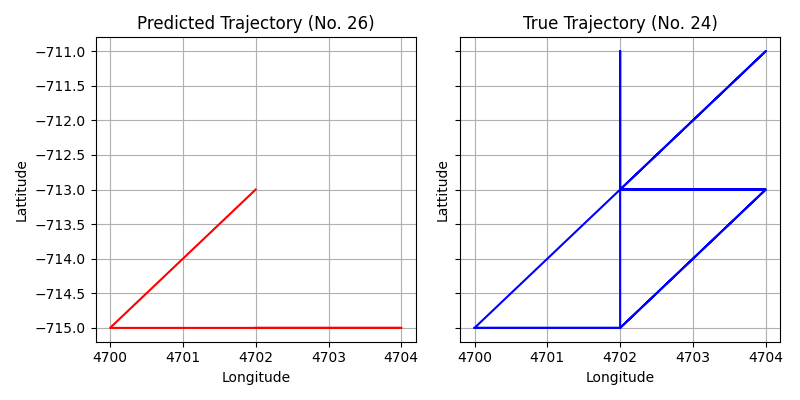 Predicted Trajectory (No. 26)
True Trajectory (No. 24)
−711.0
−711.5
−712.0
−712.5
−713.0
−713.5
−714.0
−714.5
−715.0
Lattitude
Lattitude
4700 4701 4702 4703 4704
4700 4701 4702 4703 4704
Longitude
Longitude